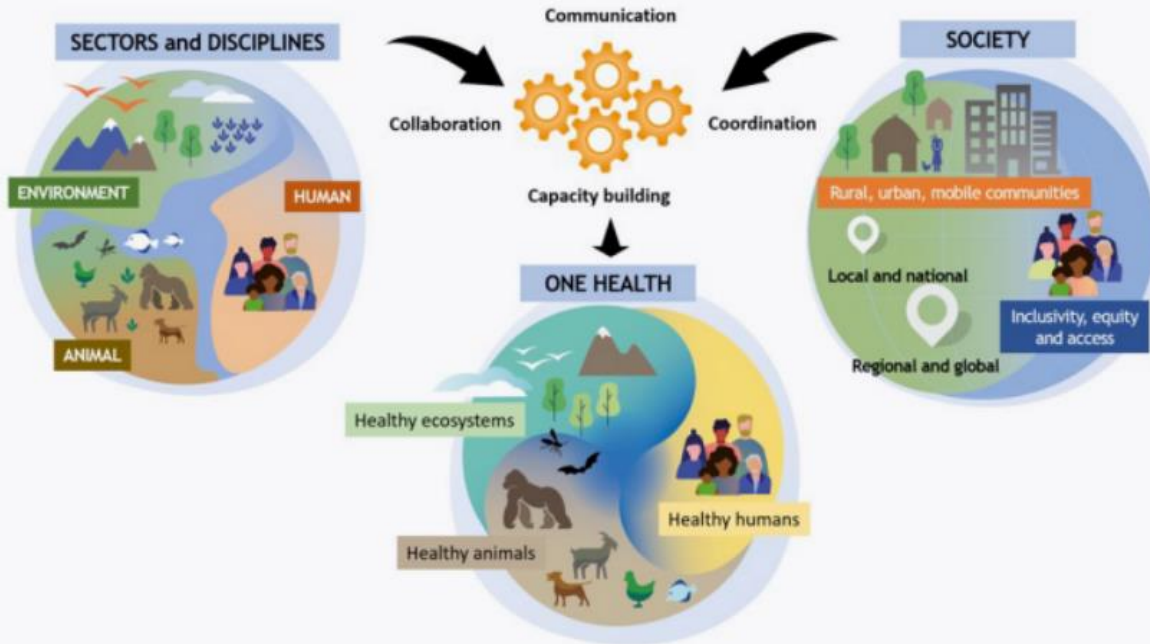 Communication
SECTORS and DISCIPLINES
SOCIETY
Collaboration
Coordination
ENVIRONMENT
HUMAN
Rural, urban, mobile communities
Capacity building
Local and national
ONE HEALTH
Inclusivity, equity
and access
ANIMAL
Regional and global
Healthy ecosystems
Healthy humans
Healthy animals